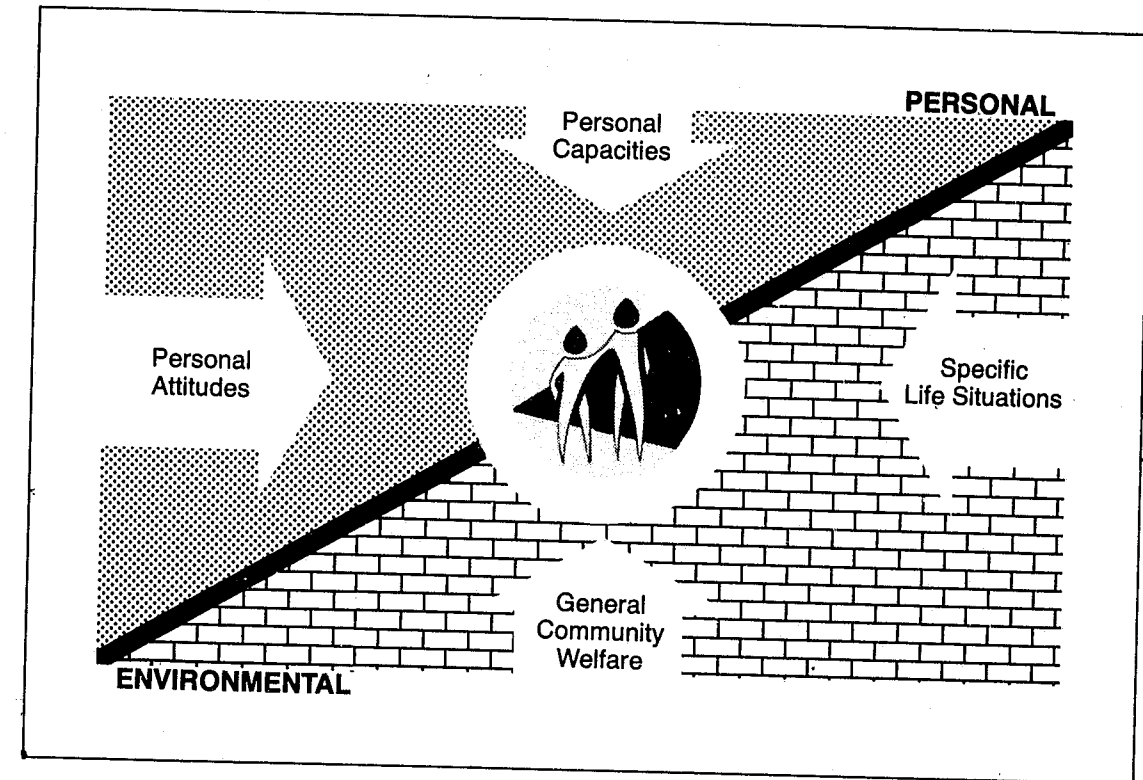 PERSONAL
Personal
Capacities
Personal
Attitudes
Specific
Life Situations
General
Community
Welfare
ENVIRONMENTAL